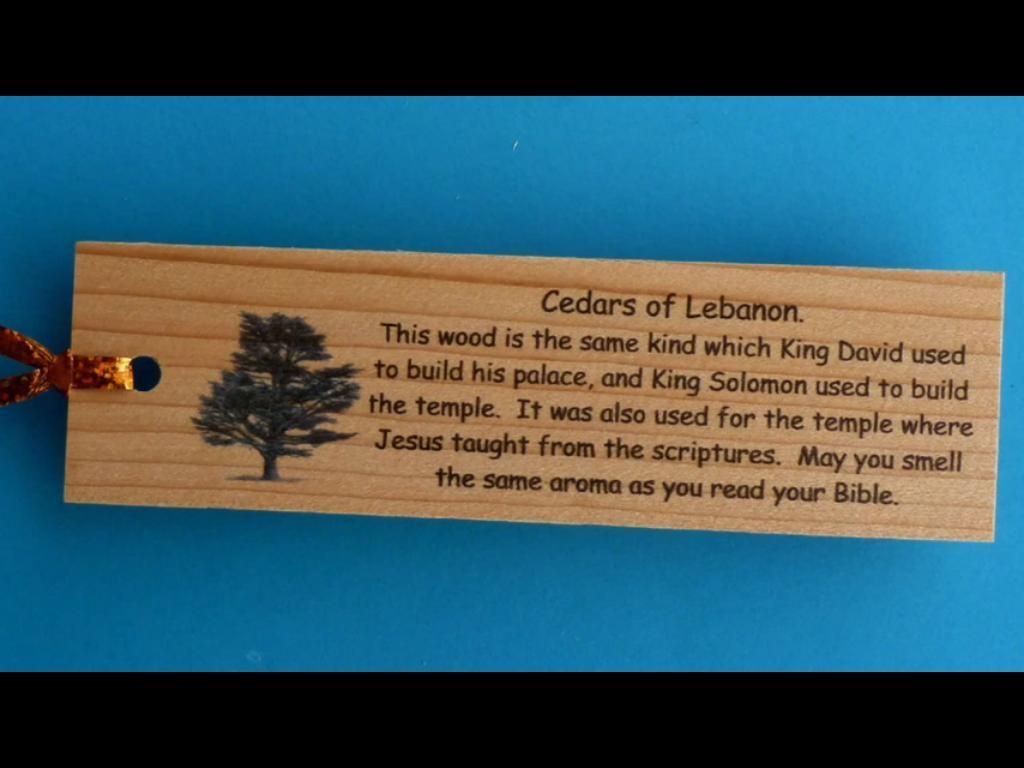 Cedars of Lebanon.
This wood is the same kind which King David used
to build his palace, and King Solomon used to build
the temple. It was also used for the temple where
Jesus taught from the scriptures. May you smell
the same aroma as you read your Bible.